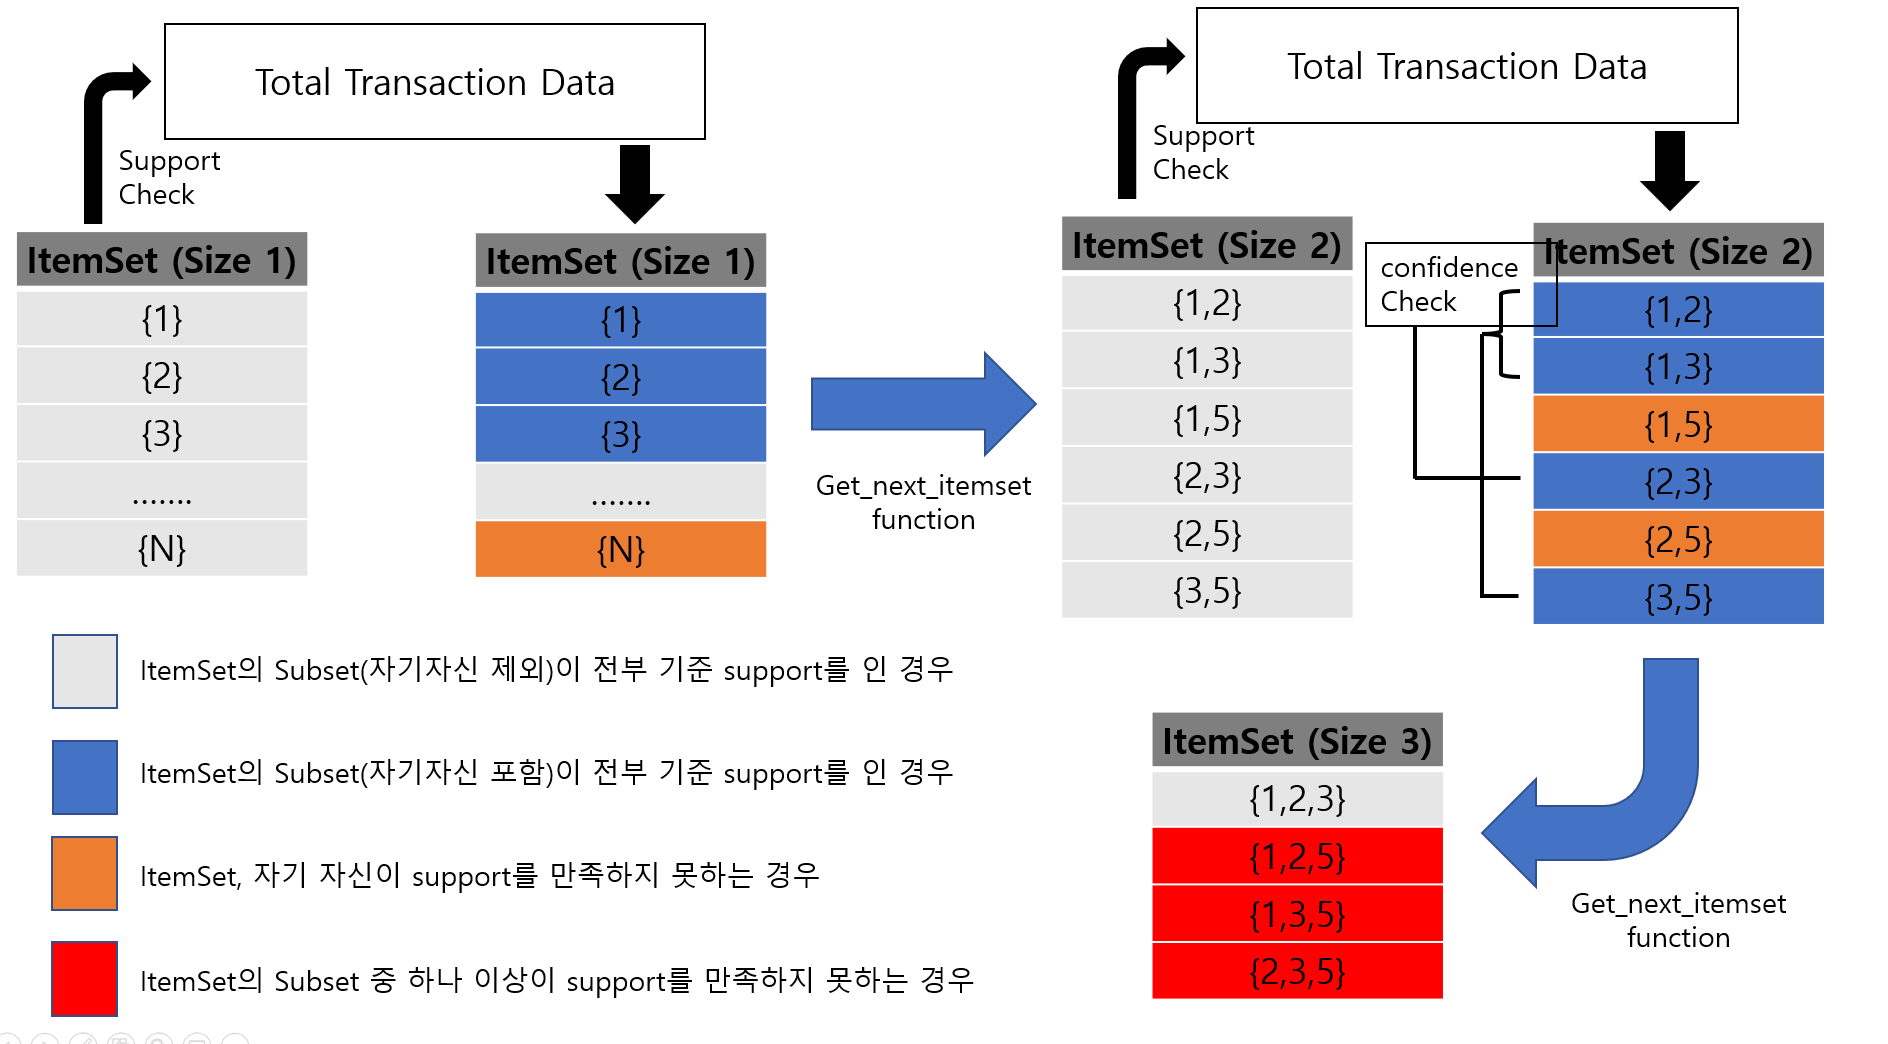 Total Transaction Data
Support
Check
ItemSet (Size 1)
{1}
{2}
{3}
.......
{N}
ItemSet (Size 1)
{1}
{2}
{3}
.......
{N}
Get_next_itemset
function
Total Transaction Data
Support
Check
ItemSet (Size 2)
{1,2}
{1,3}
{1,5}
{2,3}
{2,5}
{3,5}
confidence
Check
ItemSet (Size 2)
{1,2}
{1,3}
{1,5}
{2,3}
{2,5}
{3,5}
Get_next_itemset
function
ItemSet (Size 3)
{1,2,3}
{1,2,5}
{1,3,5}
{2,3,5}
ItemSet의 Subset(자기자신 제외)이 전부 기준 support를 인 경우
ItemSet의 Subset(자기자신 포함)이 전부 기준 support를 인 경우
ItemSet, 자기 자신이 support를 만족하지 못하는 경우
ItemSet의 Subset 중 하나 이상이 support를 만족하지 못하는 경우